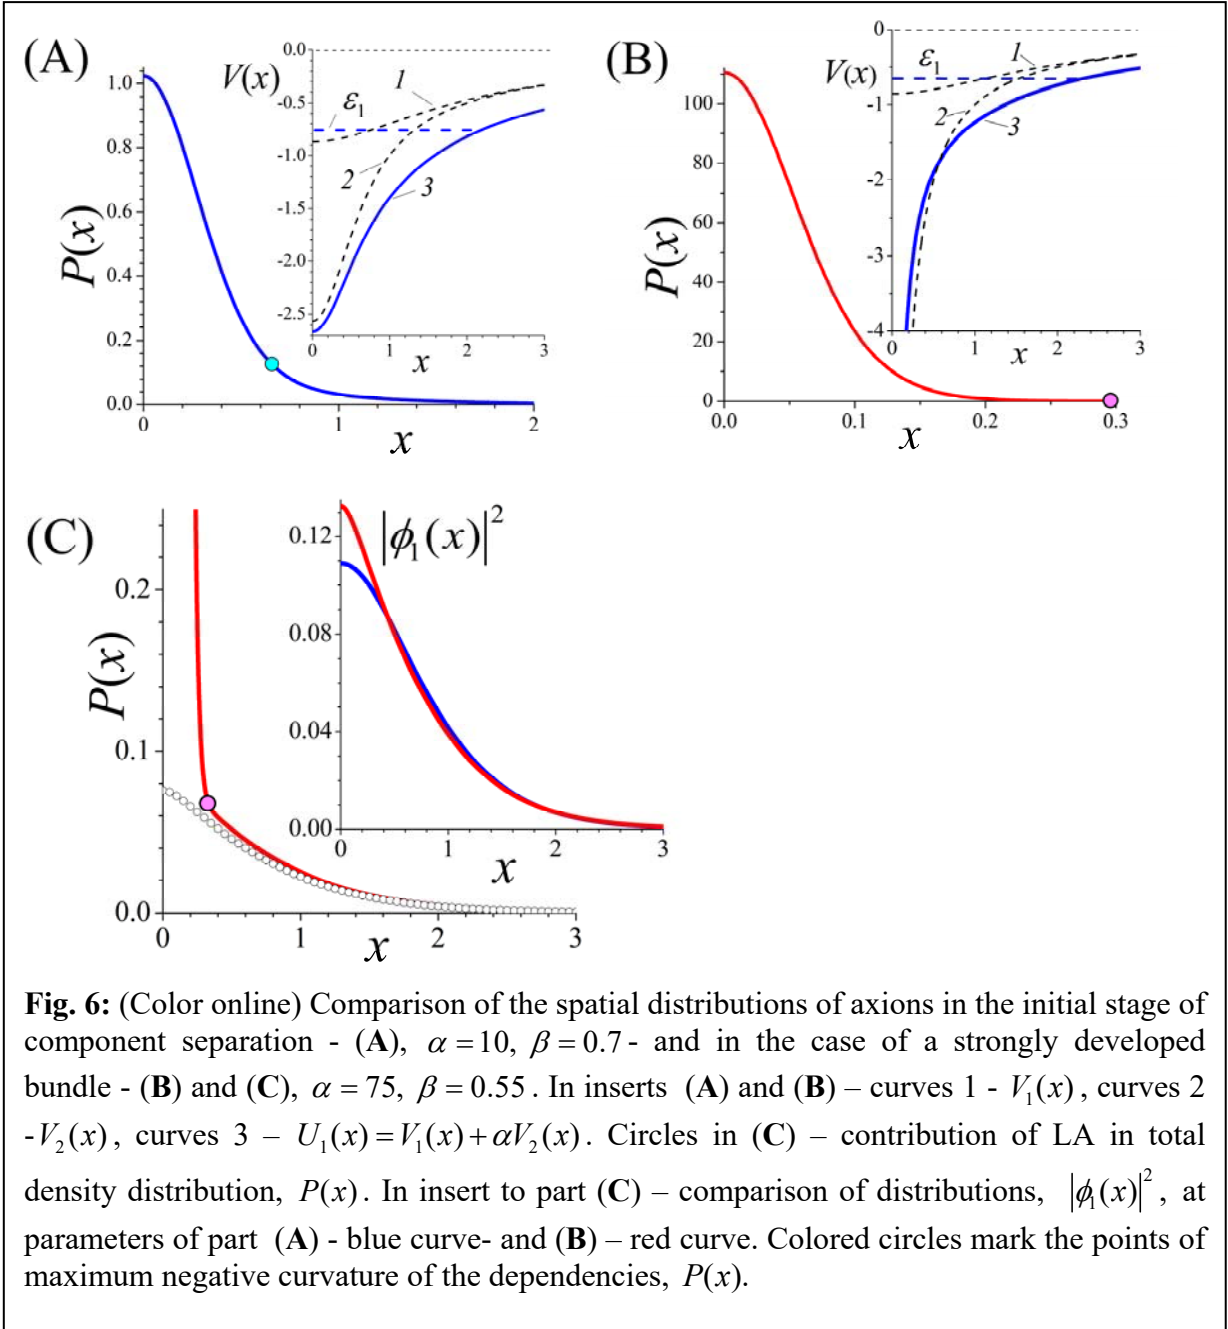 (A)
1.0
0.8
0.6
0.4
0.2
0.0
P(x)
0
1
2
x
V(x)
0.0
-0.5
-1.0
-1.5
-2.0
-2.5
ε₁
1
2
3
0
1
2
3
x
(B)
100
80
60
40
20
0
P(x)
0.0
0.1
0.2
0.3
x
V(x)
0
-1
-2
-3
-4
ε₁
1
2
3
0
1
2
3
x
(C)
0.2
0.1
0.0
P(x)
0
1
2
3
x
|ϕ₁(x)|²
0.12
0.08
0.04
0.00
0
1
2
3
x
Fig. 6: (Color online) Comparison of the spatial distributions of axions in the initial stage of
component separation - (A), α = 10, β = 0.7 - and in the case of a strongly developed
bundle - (B) and (C), α = 75, β = 0.55 . In inserts (A) and (B) – curves 1 - V₁(x) , curves 2
-V₂(x) , curves 3 – U₁(x) = V₁(x) + αV₂(x) . Circles in (C) – contribution of LA in total
density distribution, P(x) . In insert to part (C) – comparison of distributions, |ϕ₁(x)|² , at
parameters of part (A) - blue curve- and (B) – red curve. Colored circles mark the points of
maximum negative curvature of the dependencies, P(x).